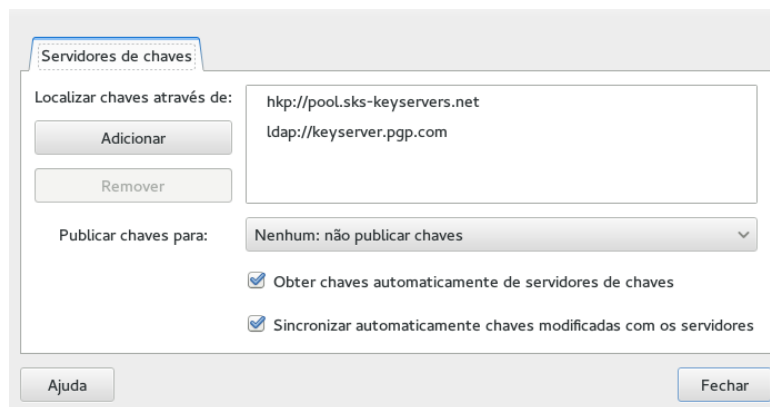 Servidores de chaves
Localizar chaves através de:
hkp://pool.sks-keyservers.net
ldap://keyserver.pgp.com
Adicionar
Remover
Publicar chaves para:
Nenhum: não publicar chaves
Obter chaves automaticamente de servidores de chaves
Sincronizar automaticamente chaves modificadas com os servidores
Ajuda
Fechar